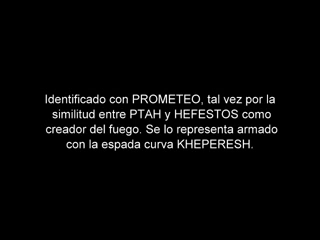 Identificado con PROMETEO, tal vez por la
similitud entre PTAH y HEFESTOS como
creador del fuego. Se lo representa armado
con la espada curva KHEPERESH.